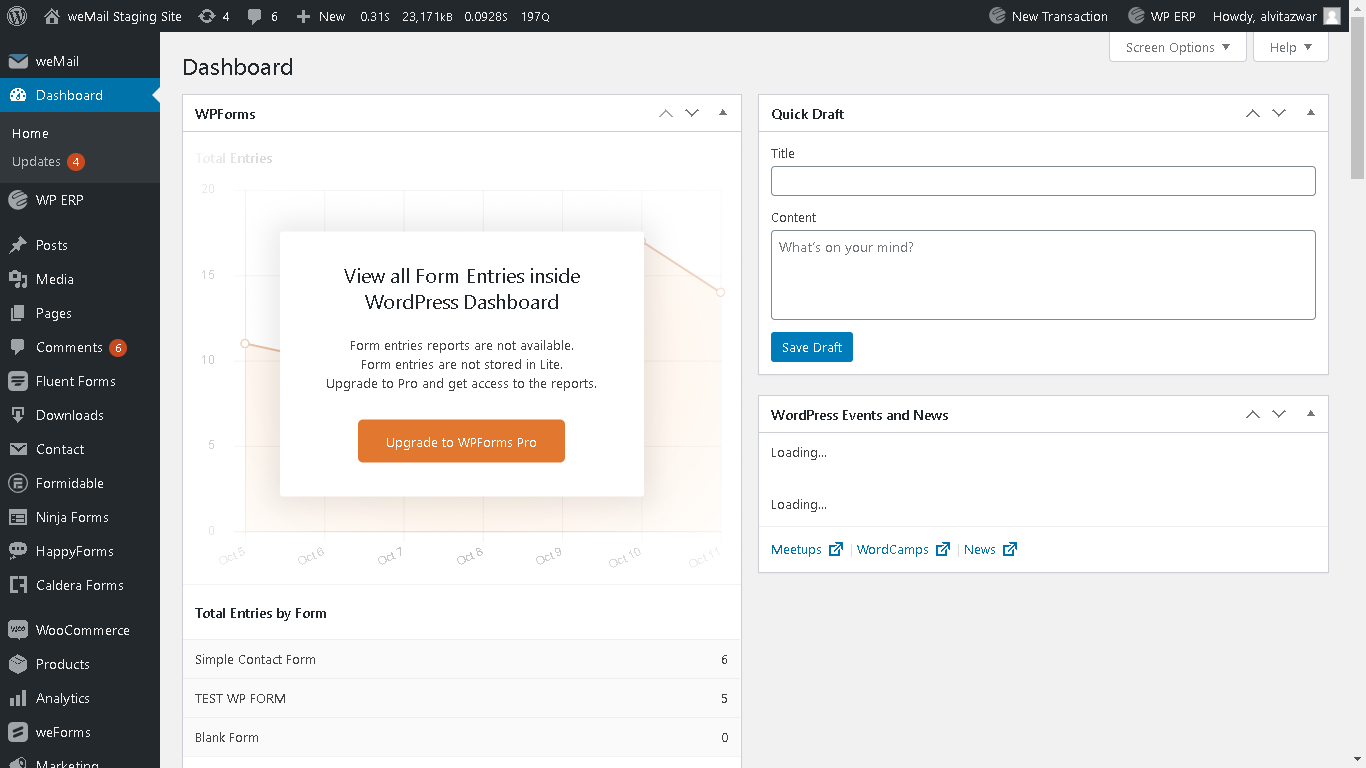 weMail Staging Site 4 6 New 0.31s 23,171kB 0.0928s 197Q New Transaction WP ERP Howdy, alvitazwar
weMail
Dashboard
Home
Updates 4
WP ERP
Posts
Media
Pages
Comments 6
Fluent Forms
Downloads
Contact
Formidable
Ninja Forms
HappyForms
Caldera Forms
WooCommerce
Products
Analytics
weForms
Marketing
Screen Options Help
Dashboard
WPForms
Total Entries
20
15
10
5
0
Oct 5 Oct 6 Oct 7 Oct 8 Oct 9 Oct 10 Oct 11
View all Form Entries inside
WordPress Dashboard
Form entries reports are not available.
Form entries are not stored in Lite.
Upgrade to Pro and get access to the reports.
Upgrade to WPForms Pro
Total Entries by Form
Simple Contact Form 6
TEST WP FORM 5
Blank Form 0
Quick Draft
Title
Content
What's on your mind?
Save Draft
WordPress Events and News
Loading...
Loading...
Meetups | WordCamps | News